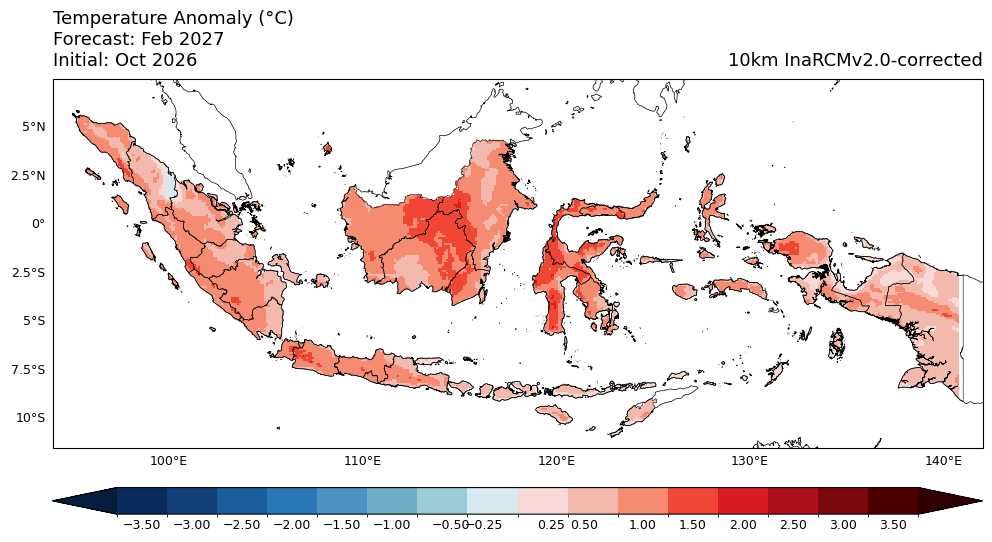 Temperature Anomaly (°C)
Forecast: Feb 2027
Initial: Oct 2026
10km InaRCMv2.0-corrected
5°N
2.5°N
0°
2.5°S
5°S
7.5°S
10°S
100°E 110°E 120°E 130°E 140°E
−3.50 −3.00 −2.50 −2.00 −1.50 −1.00 −0.50 −0.25 0.25 0.50 1.00 1.50 2.00 2.50 3.00 3.50